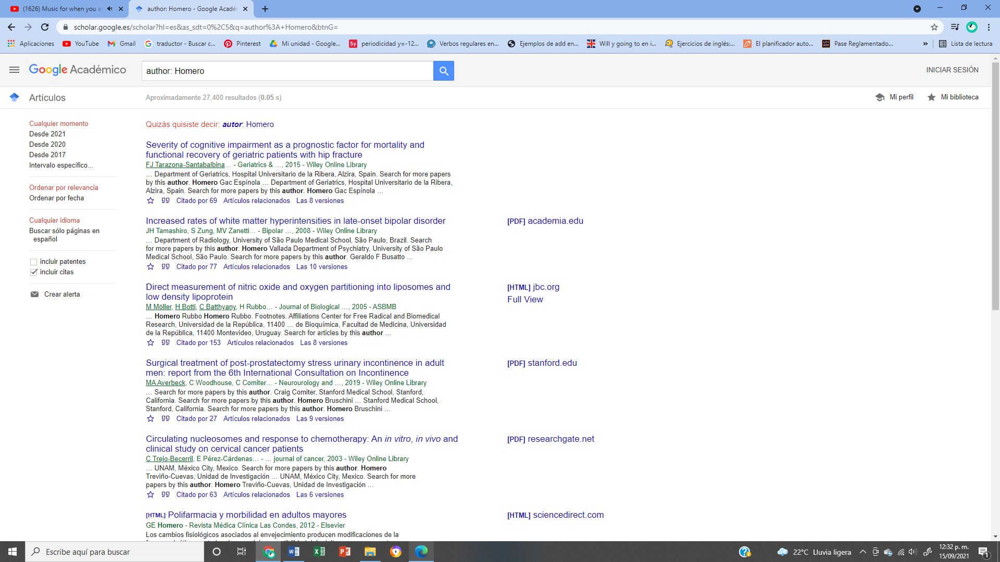 (1626) Music for when you a
author: Homero - Google Acadé
scholar.google.es/scholar?hl=es&as_sdt=0%2C5&q=author%3A+Homero&btnG=
Aplicaciones
YouTube
Gmail
traductor - Buscar c...
Pinterest
Mi unidad - Google...
Sy
periodicidad y=-12...
Verbos regulares en...
Ejemplos de add en...
Will y going to en i...
Ejercicios de inglés:...
El planificador auto...
Pase Reglamentado...
»
Lista de lectura
Google Académico
author: Homero
INICIAR SESIÓN
Artículos
Aproximadamente 27,400 resultados (0.05 s)
Mi perfil
Mi biblioteca
Cualquier momento
Desde 2021
Desde 2020
Desde 2017
Intervalo específico...
Ordenar por relevancia
Ordenar por fecha
Cualquier idioma
Buscar sólo páginas en
español
incluir patentes
incluir citas
Crear alerta
Quizás quisiste decir: autor: Homero
Severity of cognitive impairment as a prognostic factor for mortality and
functional recovery of geriatric patients with hip fracture
FJ Tarazona-Santabalbina… - Geriatrics & …, 2015 - Wiley Online Library
… Department of Geriatrics, Hospital Universitario de la Ribera, Alzira, Spain. Search for more papers
by this author. Homero Gac Espínola … Department of Geriatrics, Hospital Universitario de la Ribera,
Alzira, Spain. Search for more papers by this author. Homero Gac Espínola …
Citado por 69 Artículos relacionados Las 8 versiones
Increased rates of white matter hyperintensities in late-onset bipolar disorder
JH Tamashiro, S Zung, MV Zanetti… - Bipolar …, 2008 - Wiley Online Library
… Department of Radiology, University of São Paulo Medical School, São Paulo, Brazil. Search
for more papers by this author. Homero Vallada Department of Psychiatry, University of São Paulo
Medical School, São Paulo. Search for more papers by this author. Geraldo F Busatto …
Citado por 77 Artículos relacionados Las 10 versiones
[PDF] academia.edu
Direct measurement of nitric oxide and oxygen partitioning into liposomes and
low density lipoprotein
M Möller, H Botti, C Batthyany, H Rubbo… - Journal of Biological …, 2005 - ASBMB
… Homero Rubbo Homero Rubbo. Footnotes. Affiliations Center for Free Radical and Biomedical
Research, Universidad de la República, 11400 … de Bioquímica, Facultad de Medicina, Universidad
de la República, 11400 Montevideo, Uruguay. Search for articles by this author …
Citado por 153 Artículos relacionados Las 8 versiones
[HTML] jbc.org
Full View
Surgical treatment of post-prostatectomy stress urinary incontinence in adult
men: report from the 6th International Consultation on Incontinence
MA Averbeck, C Woodhouse, C Comiter… - Neurourology and …, 2019 - Wiley Online Library
… Search for more papers by this author. Craig Comiter, Stanford Medical School, Stanford,
California. Search for more papers by this author. Homero Bruschini … Stanford Medical School,
Stanford, California. Search for more papers by this author. Homero Bruschini …
Citado por 27 Artículos relacionados Las 9 versiones
[PDF] stanford.edu
Circulating nucleosomes and response to chemotherapy: An in vitro, in vivo and
clinical study on cervical cancer patients
C Trejo-Becerril, E Pérez-Cárdenas… - … journal of cancer, 2003 - Wiley Online Library
… UNAM, México City, Mexico. Search for more papers by this author. Homero
Treviño-Cuevas, Unidad de Investigación … UNAM, México City, Mexico. Search for more
papers by this author. Homero Treviño-Cuevas, Unidad de Investigación …
Citado por 63 Artículos relacionados Las 6 versiones
[PDF] researchgate.net
[HTML] Polifarmacia y morbilidad en adultos mayores
GE Homero - Revista Médica Clínica Las Condes, 2012 - Elsevier
Los cambios fisiológicos asociados al envejecimiento producen modificaciones de la
[HTML] sciencedirect.com
Escribe aquí para buscar
22°C Lluvia ligera
12:32 p. m.
15/09/2021
1